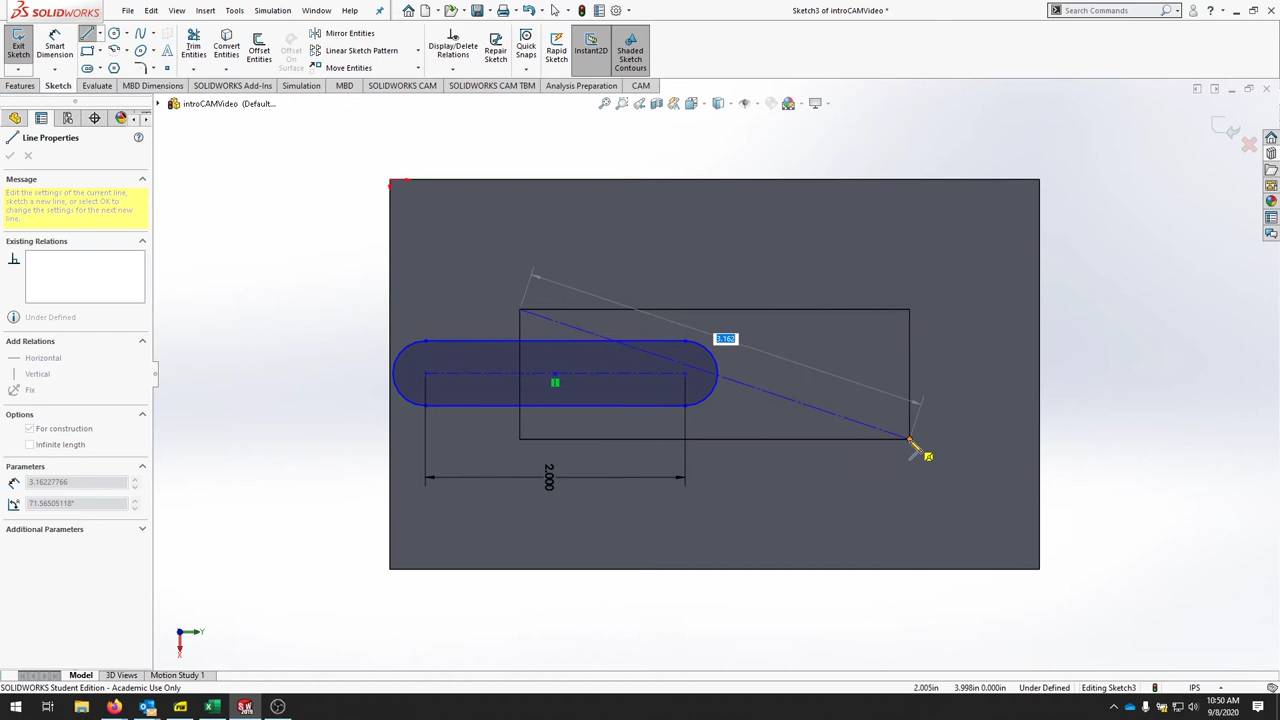 SOLIDWORKS
File Edit View Insert Tools Simulation Window Help
Sketch3 of introCAMVideo *
Search Commands
Exit Sketch
Smart Dimension
Trim Entities
Convert Entities
Offset Entities
Offset On Surface
Mirror Entities
Linear Sketch Pattern
Move Entities
Display/Delete Relations
Repair Sketch
Quick Snaps
Rapid Sketch
Instant2D
Shaded Sketch Contours
Features Sketch Evaluate MBD Dimensions SOLIDWORKS Add-Ins Simulation MBD SOLIDWORKS CAM SOLIDWORKS CAM TBM Analysis Preparation CAM
introCAMVideo (Default...
Line Properties
Message
Edit the settings of the current line, sketch a new line, or select OK to change the settings for the next new line.
Existing Relations
Under Defined
Add Relations
Horizontal
Vertical
Fix
Options
For construction
Infinite length
Parameters
3.16227766
71.56505118°
Additional Parameters
3.162
2.000
Y
X
Model 3D Views Motion Study 1
SOLIDWORKS Student Edition - Academic Use Only
2.005in 3.998in 0.000in Under Defined Editing Sketch3 IPS
10:50 AM
9/8/2020